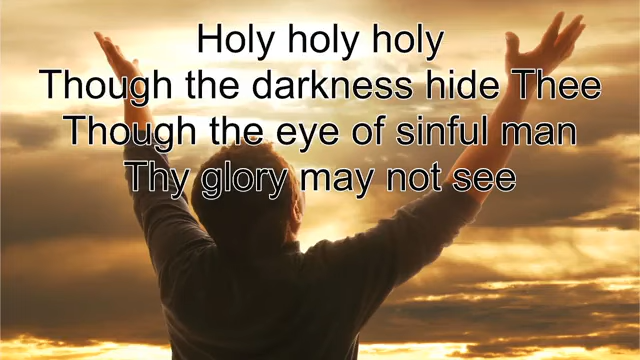 Holy holy holy
Though the darkness hide Thee
Though the eye of sinful man
Thy glory may not see